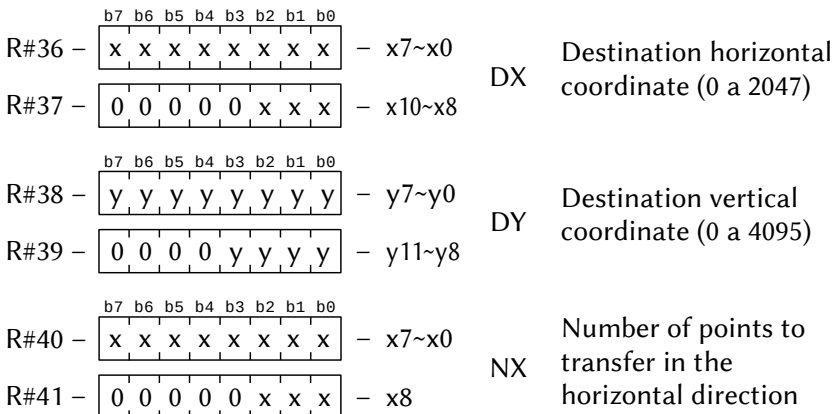 b7 b6 b5 b4 b3 b2 b1 b0
R#36 – x x x x x x x x – x7~x0
R#37 – 0 0 0 0 0 x x x – x10~x8
DX
Destination horizontal
coordinate (0 a 2047)
b7 b6 b5 b4 b3 b2 b1 b0
R#38 – y y y y y y y y – y7~y0
R#39 – 0 0 0 0 y y y y – y11~y8
DY
Destination vertical
coordinate (0 a 4095)
b7 b6 b5 b4 b3 b2 b1 b0
R#40 – x x x x x x x x – x7~x0
R#41 – 0 0 0 0 0 x x x – x8
NX
Number of points to
transfer in the
horizontal direction